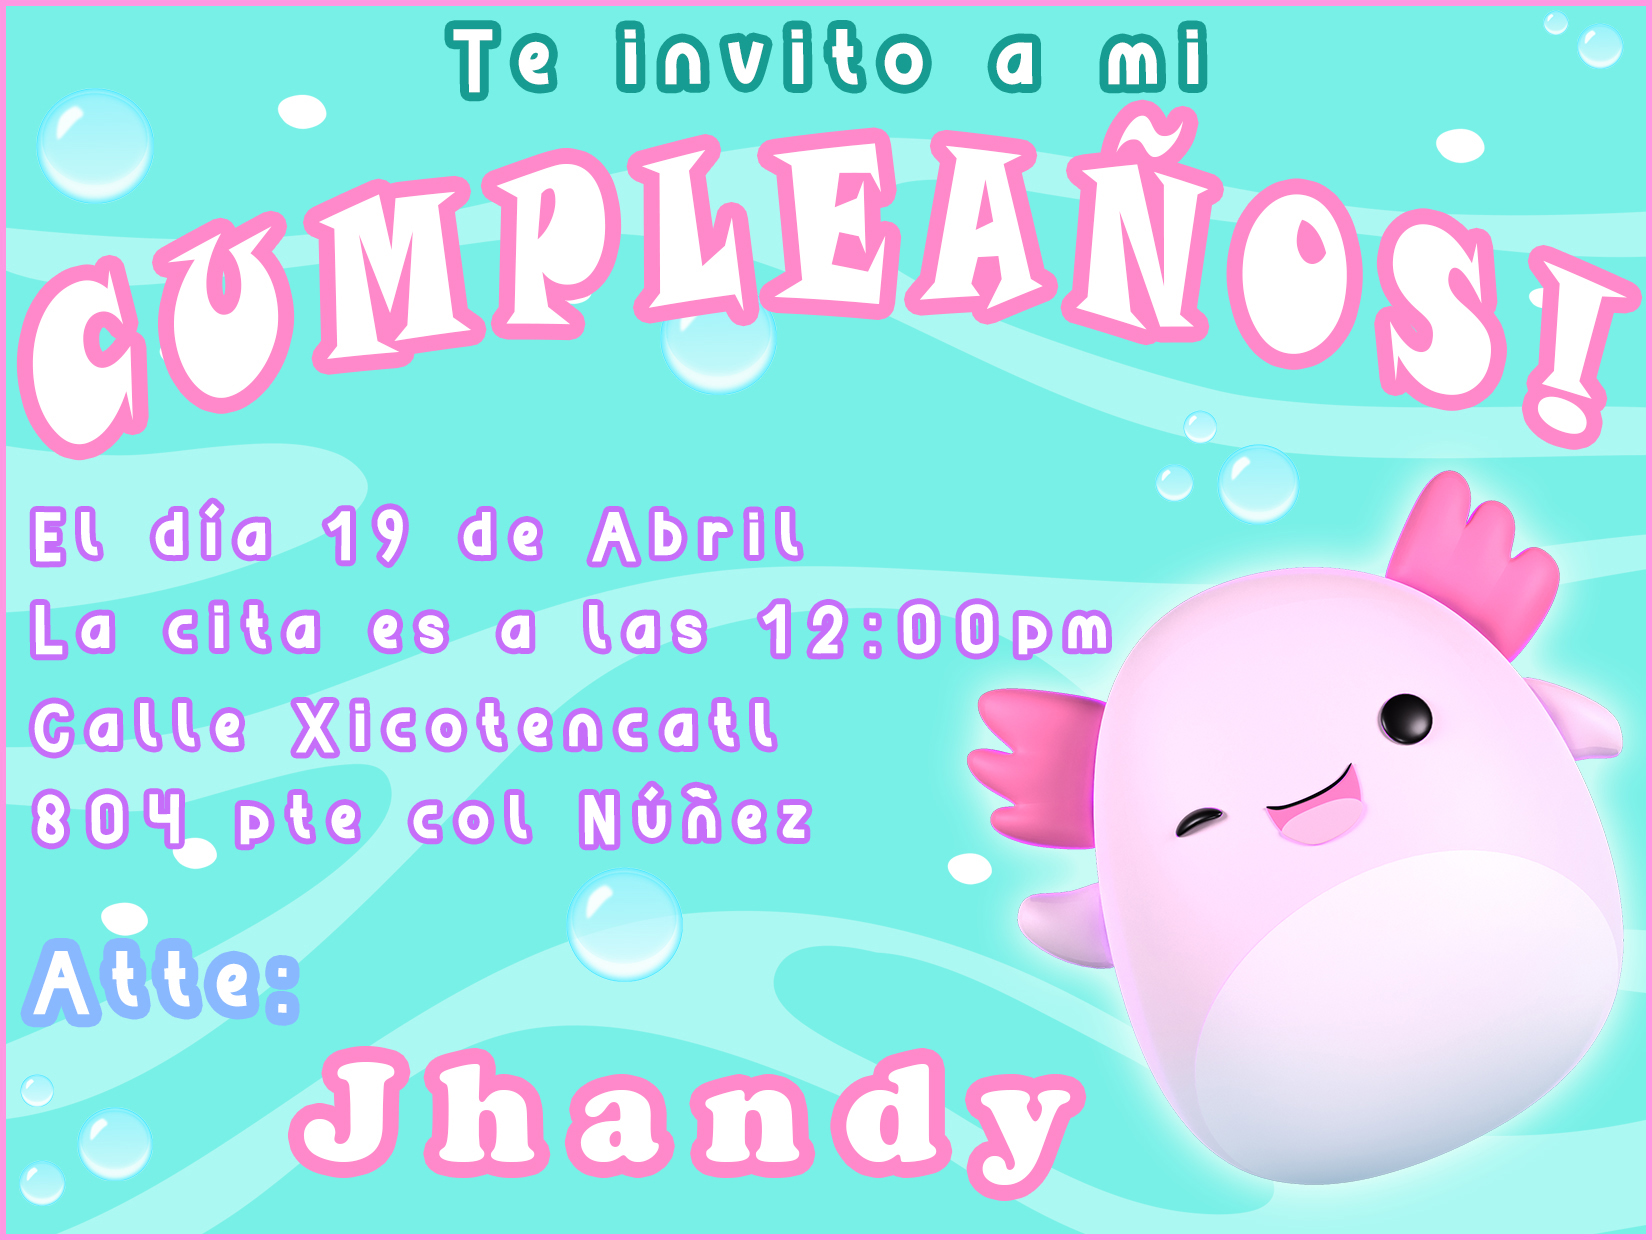 Te invito a mi
CUMPLEAÑOS!
El día 19 de Abril
La cita es a las 12:00pm
Calle Xicotencatl
804 pte col Núñez
Atte:
Jhandy